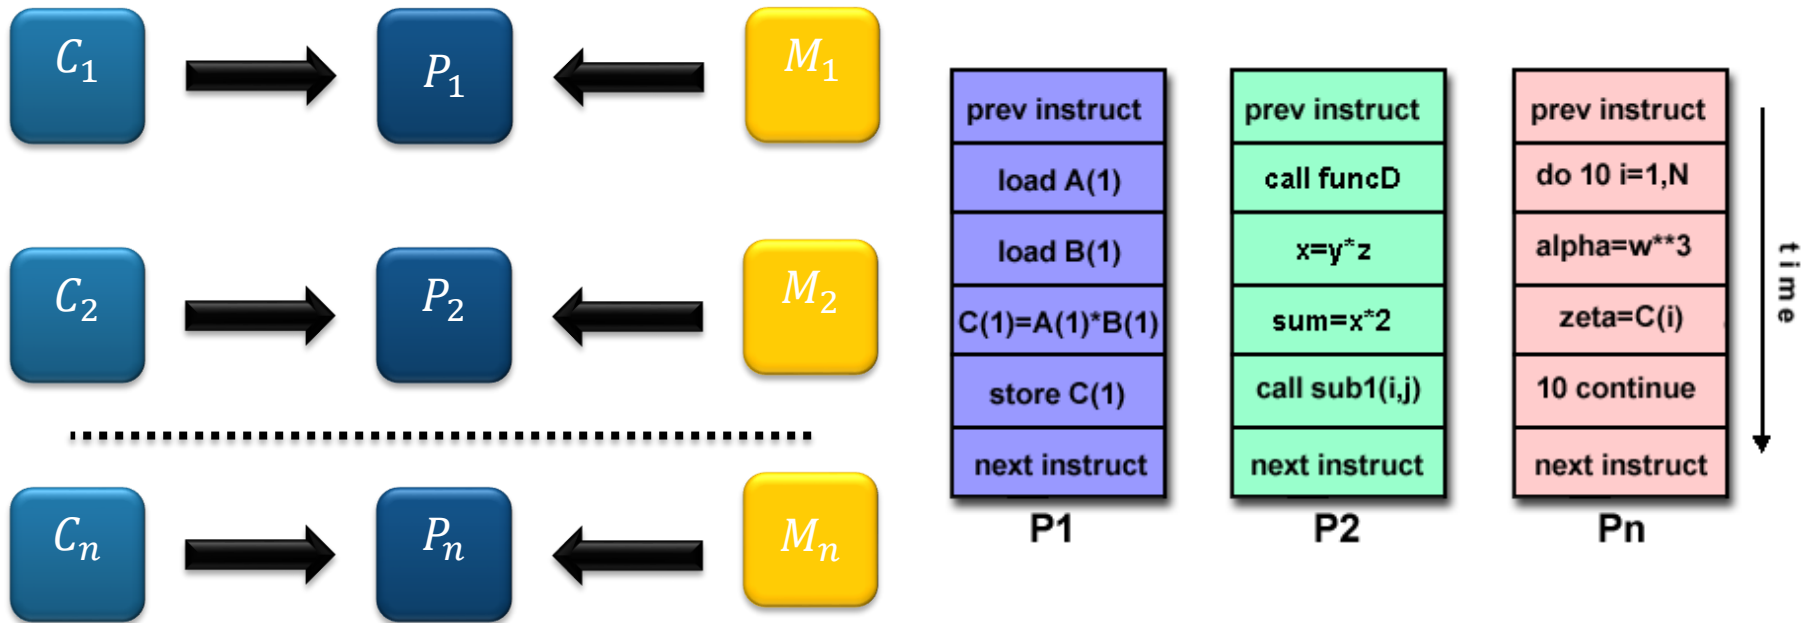 C₁ P₁ M₁
C₂ P₂ M₂
Cₙ Pₙ Mₙ
prev instruct
load A(1)
load B(1)
C(1)=A(1)*B(1)
store C(1)
next instruct
P1
prev instruct
call funcD
x=y*z
sum=x*2
call sub1(i,j)
next instruct
P2
prev instruct
do 10 i=1,N
alpha=w**3
zeta=C(i)
10 continue
next instruct
Pn
time